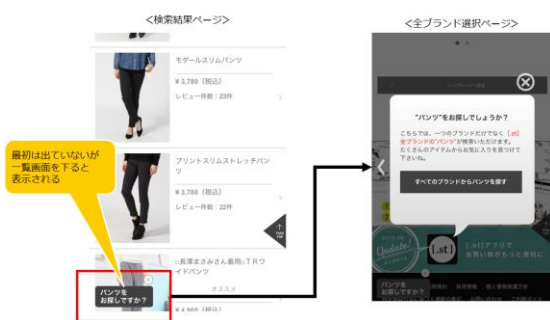 ＜検索結果ページ＞
モダールスリムパンツ
¥3,780（税込）
レビュー件数：23件
最初は出ていないが
一覧画面を下ると
表示される
プリントスリムストレッチパン
ツ
¥3,780（税込）
レビュー件数：22件
□長澤まさみさん着用□ＴＲワ
イドパンツ
オススメ
パンツを
お探しですか？
＜全ブランド選択ページ＞
"パンツ"をお探しでしょうか？
こちらでは、一つのブランドだけでなく [.st]
全ブランドの"パンツ"が検索いただけます。
たくさんのアイテムからお気に入りを見つけて
下さいね。
すべてのブランドからパンツを探す
Update!
[.st]
[.st]アプリで
お買い物がもっと便利に
パンツを
お探しですか？